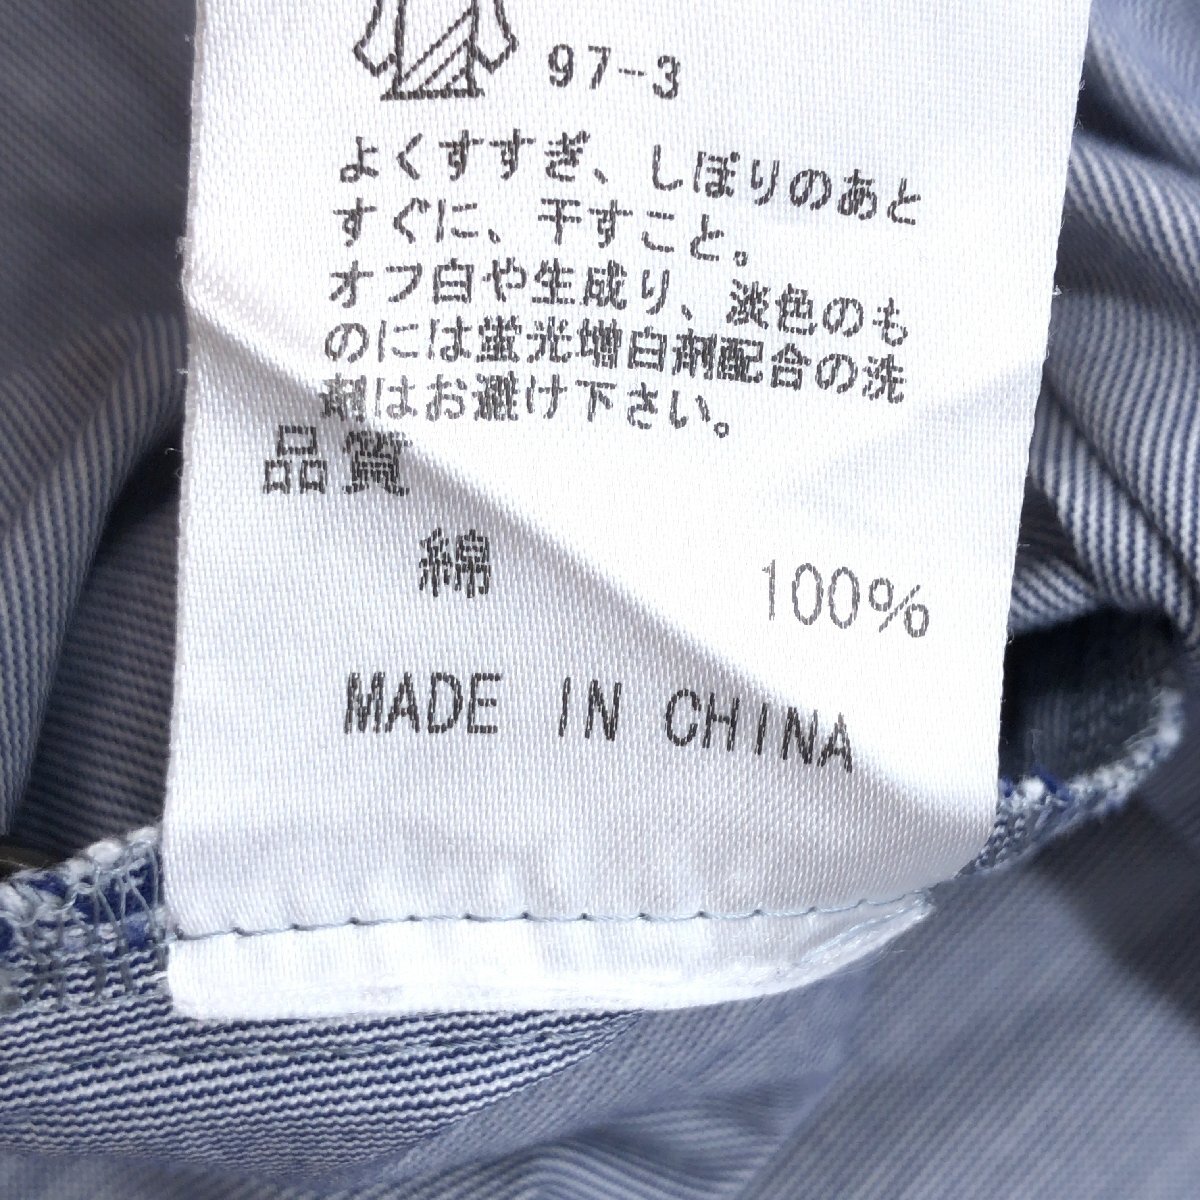 97-3
よくすすぎ、しぼりのあと
すぐに、干すこと。
オフ白や生成り、淡色のも
のには蛍光増白剤配合の洗
剤はお避け下さい。
品質
綿 100%
MADE IN CHINA